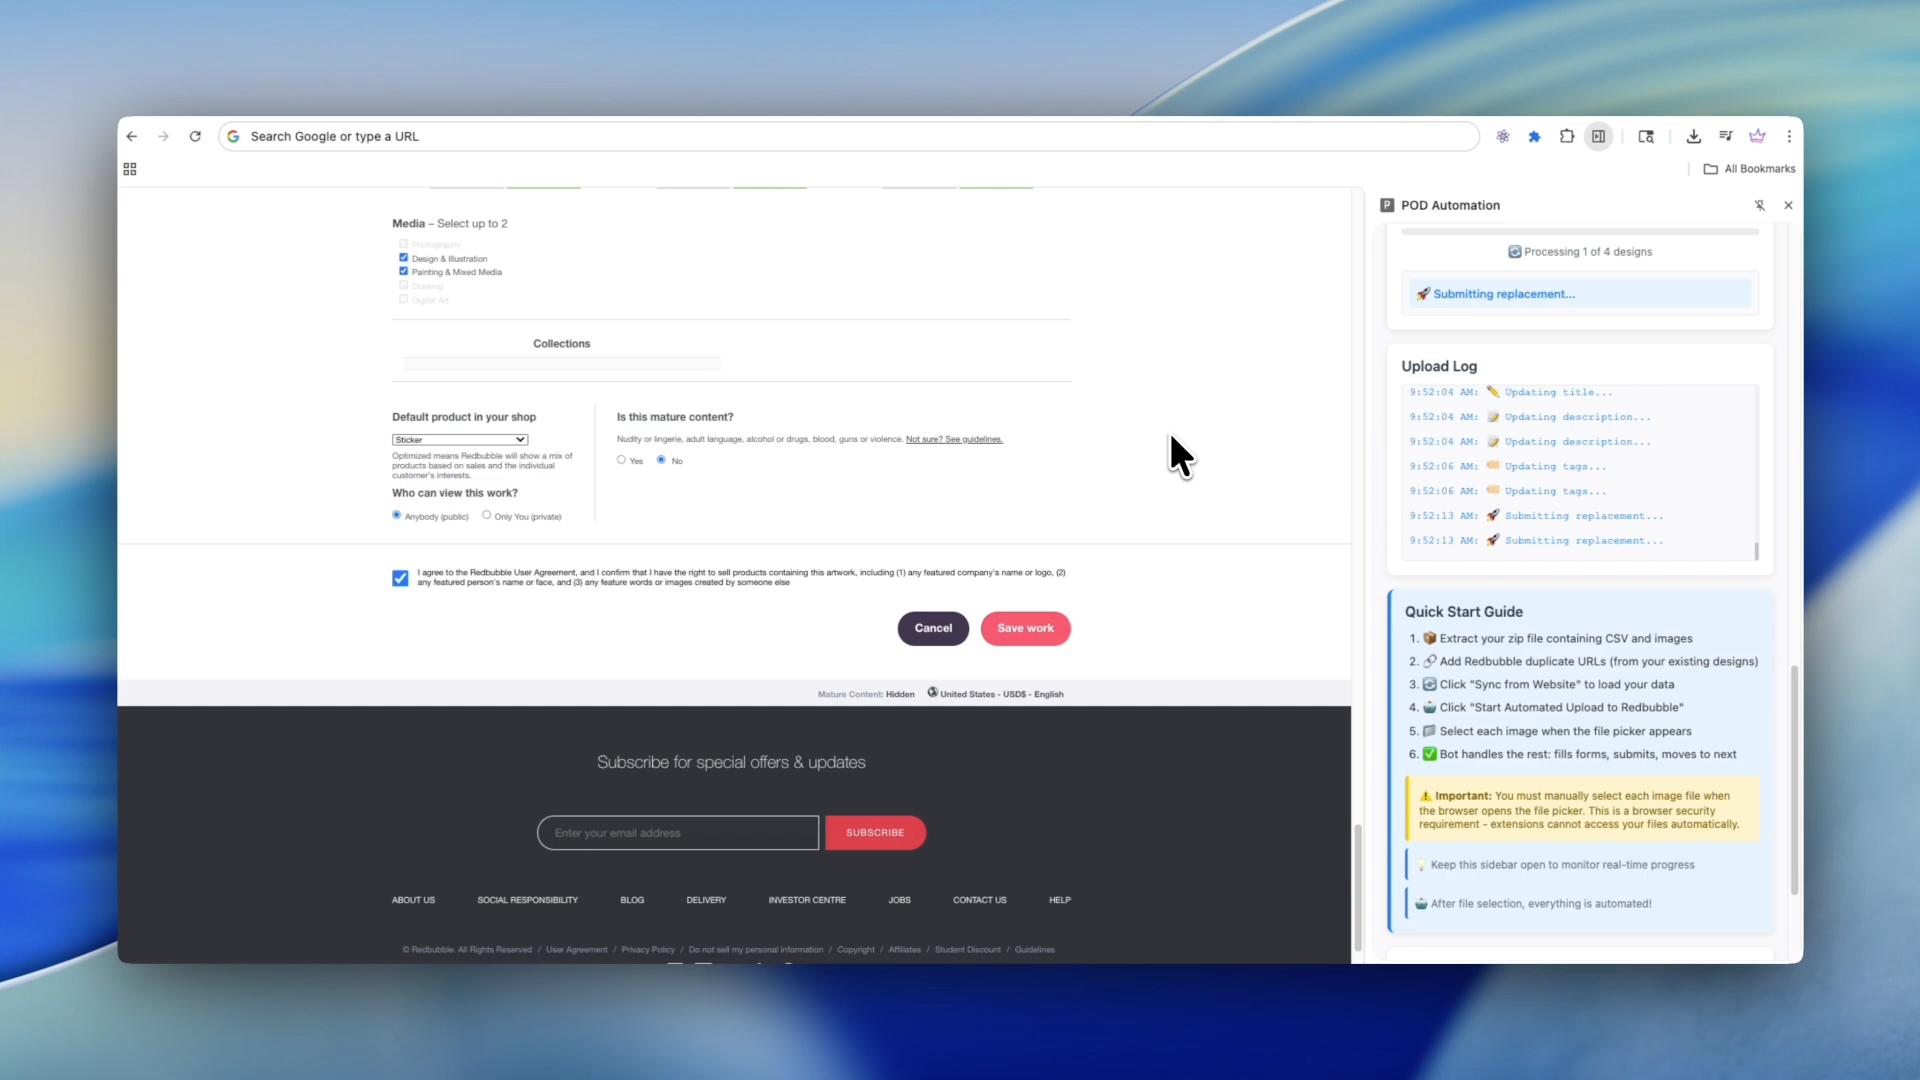 Search Google or type a URL
All Bookmarks
Media – Select up to 2
Photography
Design & Illustration
Painting & Mixed Media
Drawing
Digital Art
Collections
Default product in your shop
Sticker
Optimized means Redbubble will show a mix of
products based on sales and the individual
customer's interests.
Who can view this work?
Anybody (public) Only You (private)
Is this mature content?
Nudity or lingerie, adult language, alcohol or drugs, blood, guns or violence. Not sure? See guidelines.
Yes No
I agree to the Redbubble User Agreement, and I confirm that I have the right to sell products containing this artwork, including (1) any featured company's name or logo, (2)
any featured person's name or face, and (3) any feature words or images created by someone else
Cancel Save work
Mature Content: Hidden United States - USD$ - English
Subscribe for special offers & updates
Enter your email address SUBSCRIBE
ABOUT US SOCIAL RESPONSIBILITY BLOG DELIVERY INVESTOR CENTRE JOBS CONTACT US HELP
© Redbubble. All Rights Reserved / User Agreement / Privacy Policy / Do not sell my personal information / Copyright / Affiliates / Student Discount / Guidelines
P POD Automation
Processing 1 of 4 designs
🚀 Submitting replacement...
Upload Log
9:52:04 AM: ✏️ Updating title...
9:52:04 AM: 📝 Updating description...
9:52:04 AM: 📝 Updating description...
9:52:06 AM: 🏷️ Updating tags...
9:52:06 AM: 🏷️ Updating tags...
9:52:13 AM: 🚀 Submitting replacement...
9:52:13 AM: 🚀 Submitting replacement...
Quick Start Guide
1. 📦 Extract your zip file containing CSV and images
2. 🔗 Add Redbubble duplicate URLs (from your existing designs)
3. 🔄 Click "Sync from Website" to load your data
4. 🤖 Click "Start Automated Upload to Redbubble"
5. 📁 Select each image when the file picker appears
6. ✅ Bot handles the rest: fills forms, submits, moves to next
⚠️ Important: You must manually select each image file when
the browser opens the file picker. This is a browser security
requirement - extensions cannot access your files automatically.
💡 Keep this sidebar open to monitor real-time progress
🤖 After file selection, everything is automated!